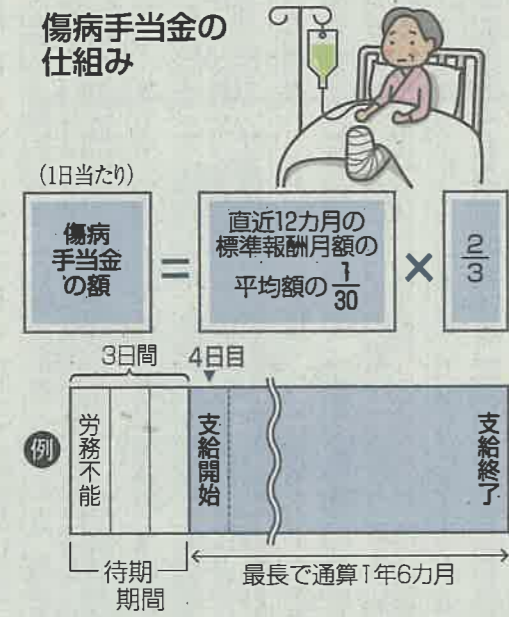 傷病手当金の
仕組み
(1日当たり)
傷病
手当金
の額
=
直近12カ月の
標準報酬月額の
平均額の1/30
×
2/3
3日間
4日目
例
労務不能
支給開始
支給終了
待期
期間
最長で通算1年6カ月